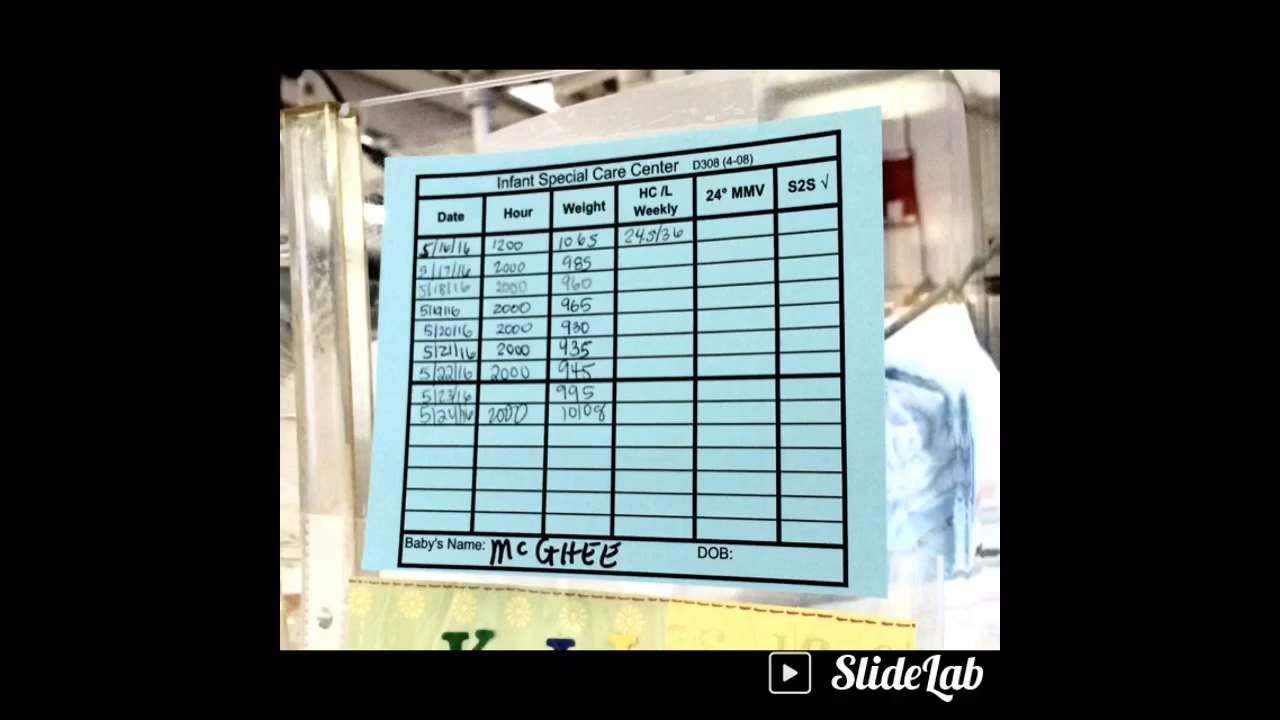 Infant Special Care Center D308 (4-08)
Date Hour Weight HC /L Weekly 24° MMV S2S √
5/16/16 1200 1065 24.5/36
5/17/16 2000 985
5/18/16 2000 960
5/19/16 2000 965
5/20/16 2000 930
5/21/16 2000 935
5/22/16 2000 945
5/23/16 995
5/24/16 2000
Baby's Name: McGHEE DOB:
SlideLab